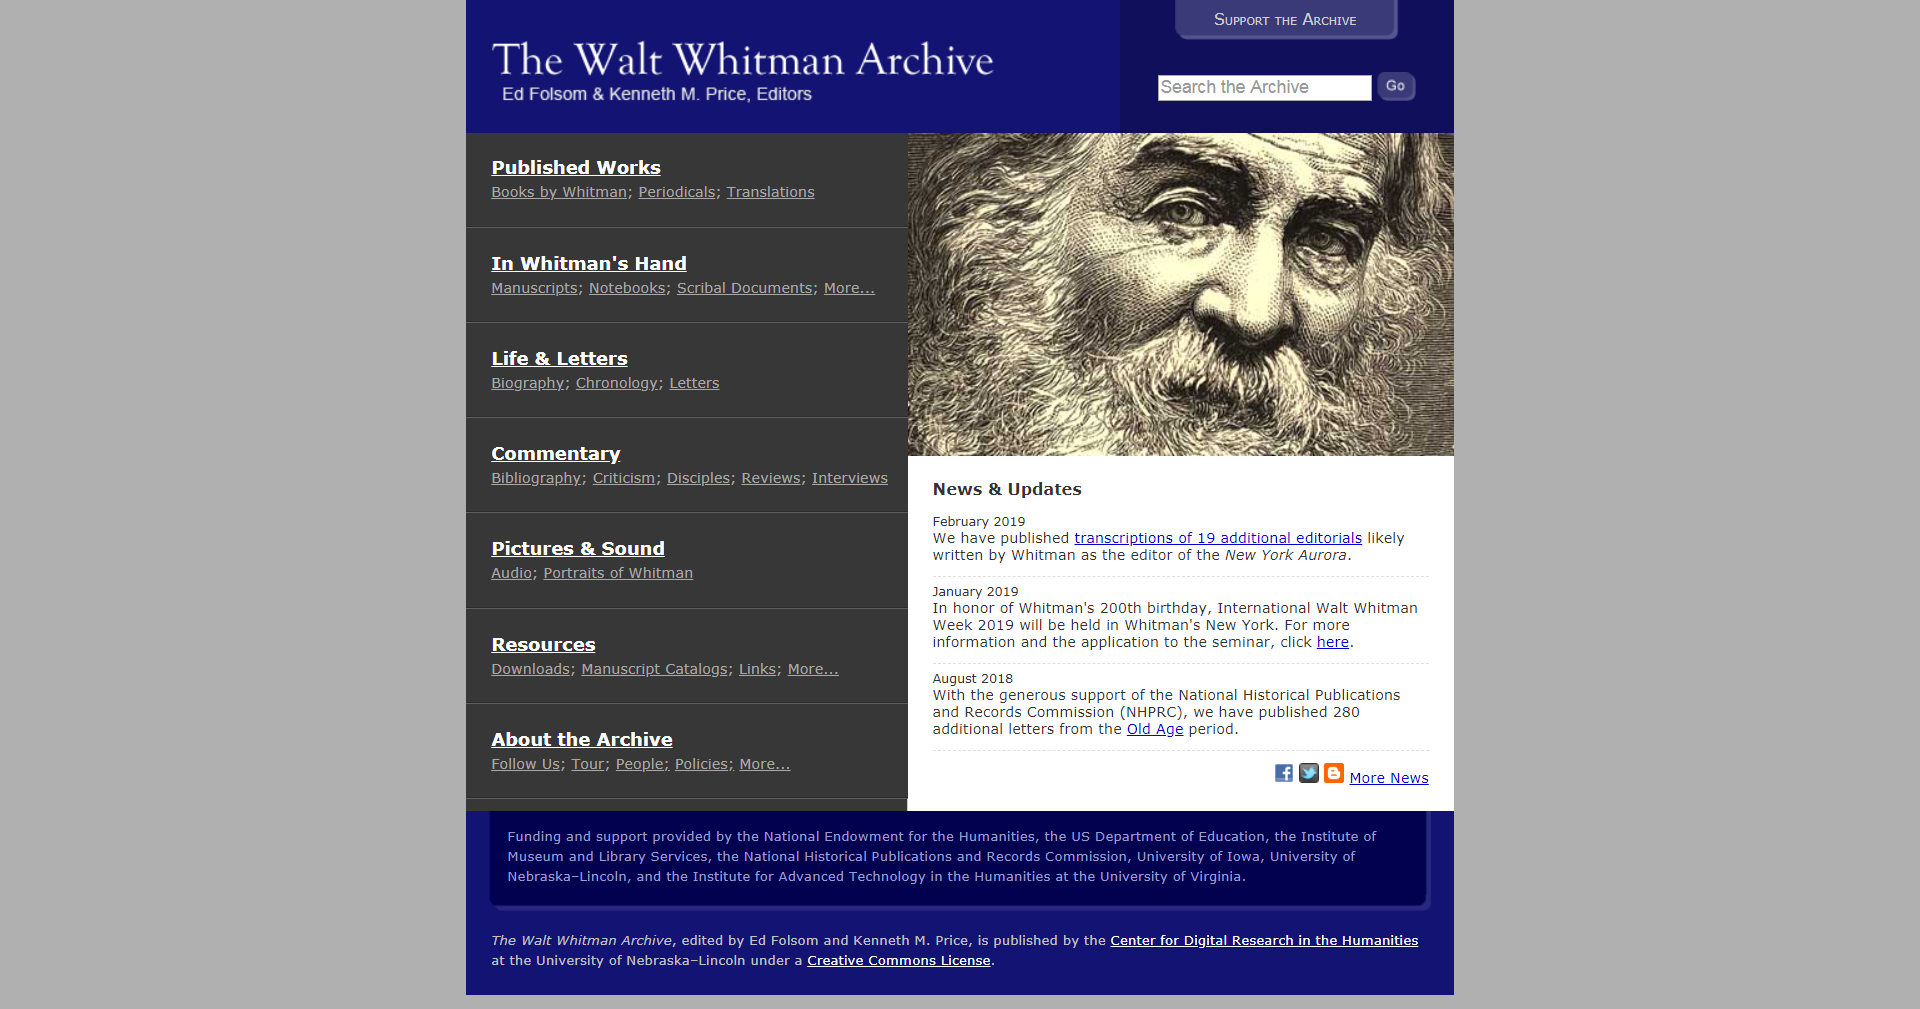 Support the Archive
The Walt Whitman Archive
Ed Folsom & Kenneth M. Price, Editors
Search the Archive
Go
Published Works
Books by Whitman; Periodicals; Translations
In Whitman's Hand
Manuscripts; Notebooks; Scribal Documents; More...
Life & Letters
Biography; Chronology; Letters
Commentary
Bibliography; Criticism; Disciples; Reviews; Interviews
Pictures & Sound
Audio; Portraits of Whitman
Resources
Downloads; Manuscript Catalogs; Links; More...
About the Archive
Follow Us; Tour; People; Policies; More...
News & Updates
February 2019
We have published transcriptions of 19 additional editorials likely
written by Whitman as the editor of the New York Aurora.
January 2019
In honor of Whitman's 200th birthday, International Walt Whitman
Week 2019 will be held in Whitman's New York. For more
information and the application to the seminar, click here.
August 2018
With the generous support of the National Historical Publications
and Records Commission (NHPRC), we have published 280
additional letters from the Old Age period.
More News
Funding and support provided by the National Endowment for the Humanities, the US Department of Education, the Institute of
Museum and Library Services, the National Historical Publications and Records Commission, University of Iowa, University of
Nebraska–Lincoln, and the Institute for Advanced Technology in the Humanities at the University of Virginia.
The Walt Whitman Archive, edited by Ed Folsom and Kenneth M. Price, is published by the Center for Digital Research in the Humanities
at the University of Nebraska–Lincoln under a Creative Commons License.